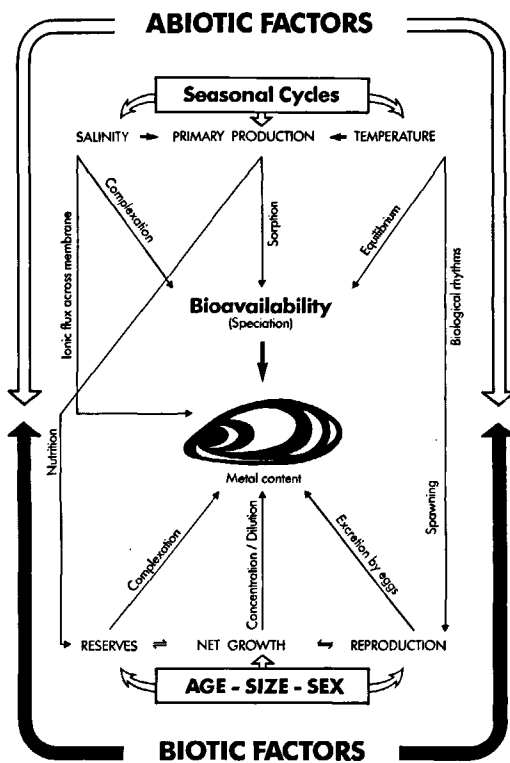 ABIOTIC FACTORS
Seasonal Cycles
SALINITY PRIMARY PRODUCTION TEMPERATURE
Complexation
Sorption
Equilibrium
Ionic flux across membrane
Biological rhythms
Bioavailability
(Speciation)
Nutrition
Metal content
Spawning
Complexation
Concentration / Dilution
Excretion by eggs
RESERVES NET GROWTH REPRODUCTION
AGE - SIZE - SEX
BIOTIC FACTORS